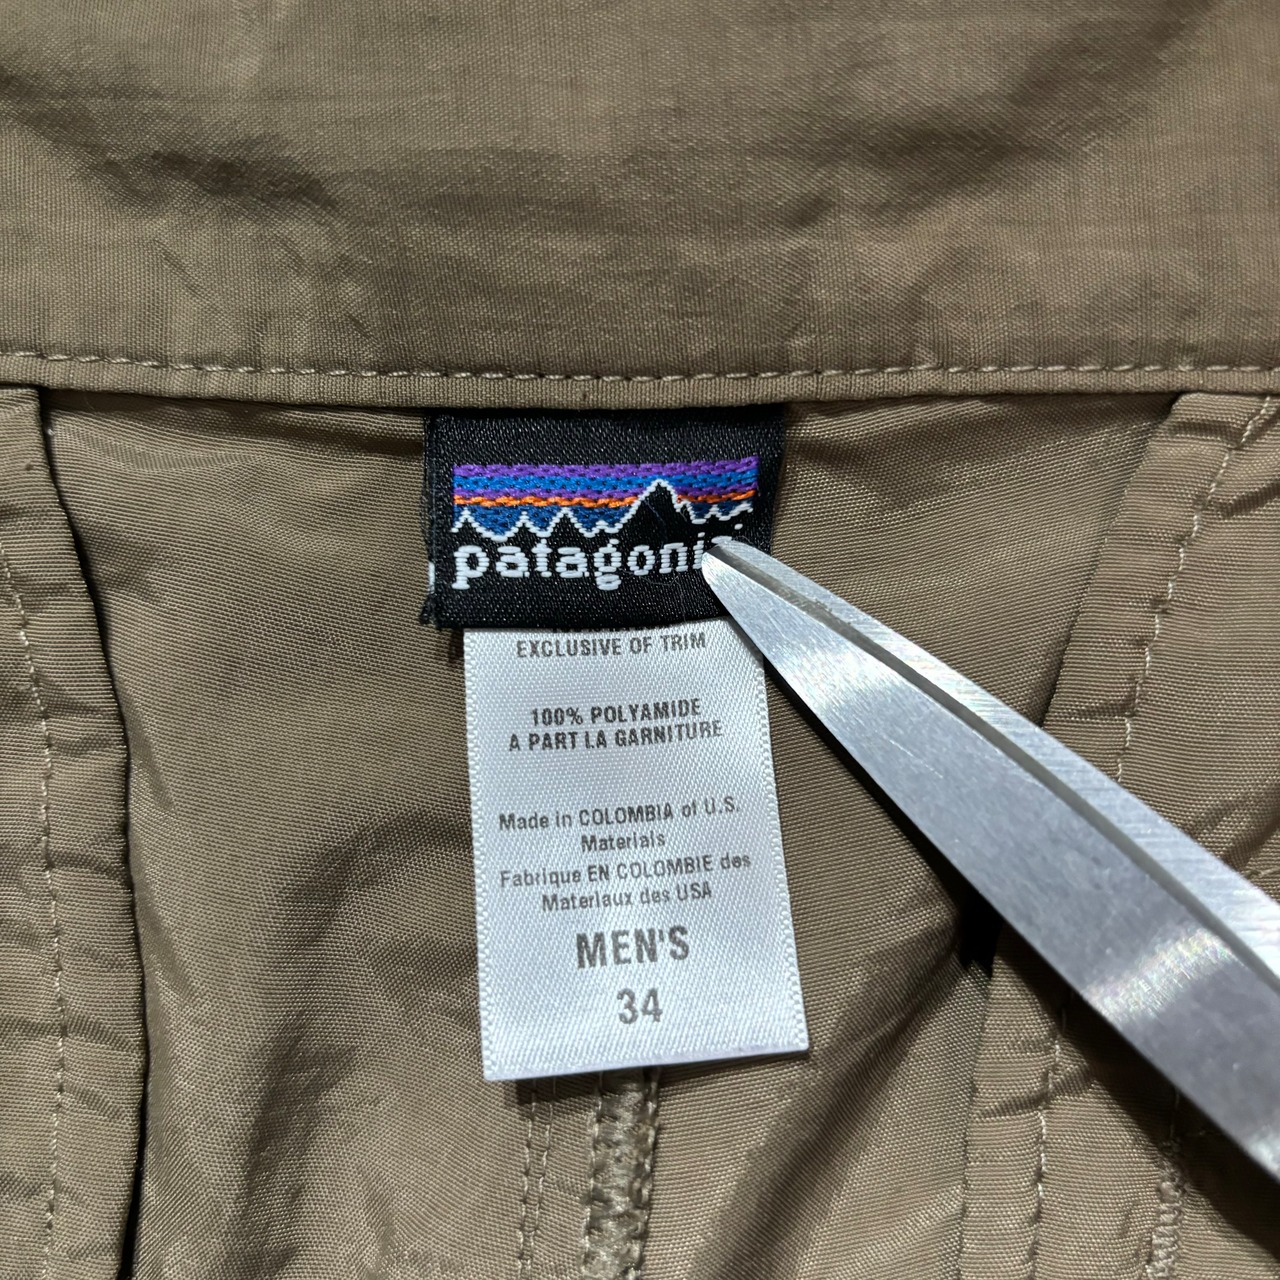 patagonia
EXCLUSIVE OF TRIM
100% POLYAMIDE
A PART LA GARNITURE
Made in COLOMBIA of U.S.
Materials
Fabrique EN COLOMBIE des
Materiaux des USA
MEN'S
34